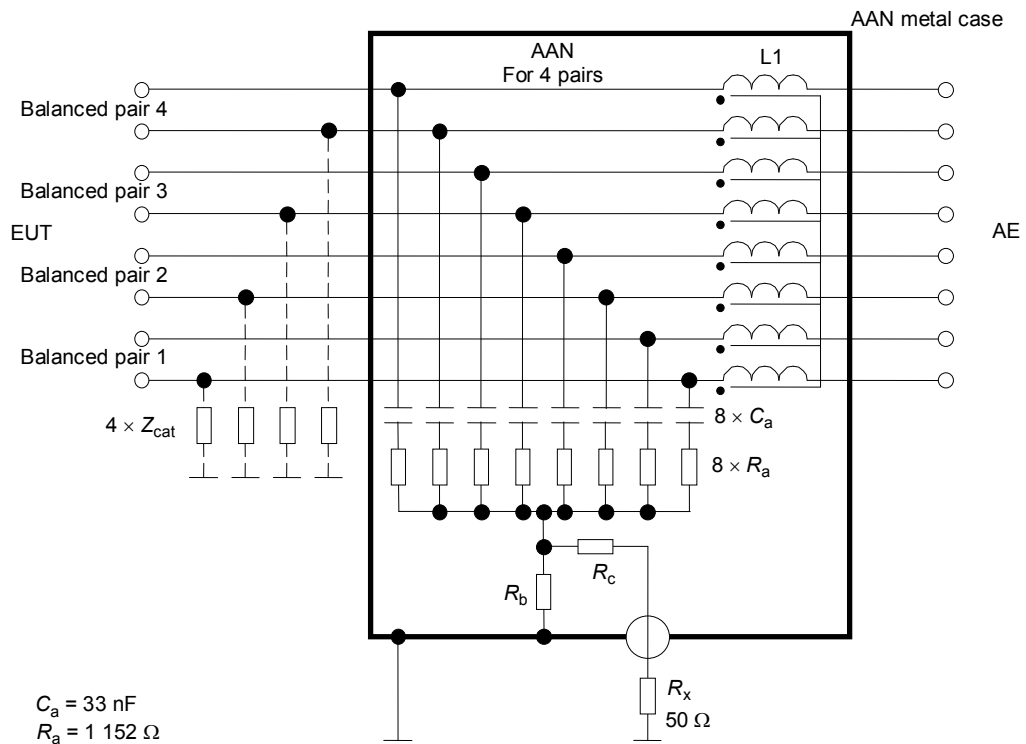 AAN metal case
AAN
For 4 pairs
L1
Balanced pair 4
Balanced pair 3
EUT
AE
Balanced pair 2
Balanced pair 1
4 × Zcat
8 × Ca
8 × Ra
Rc
Rb
Rx
50 Ω
Ca = 33 nF
Ra = 1 152 Ω